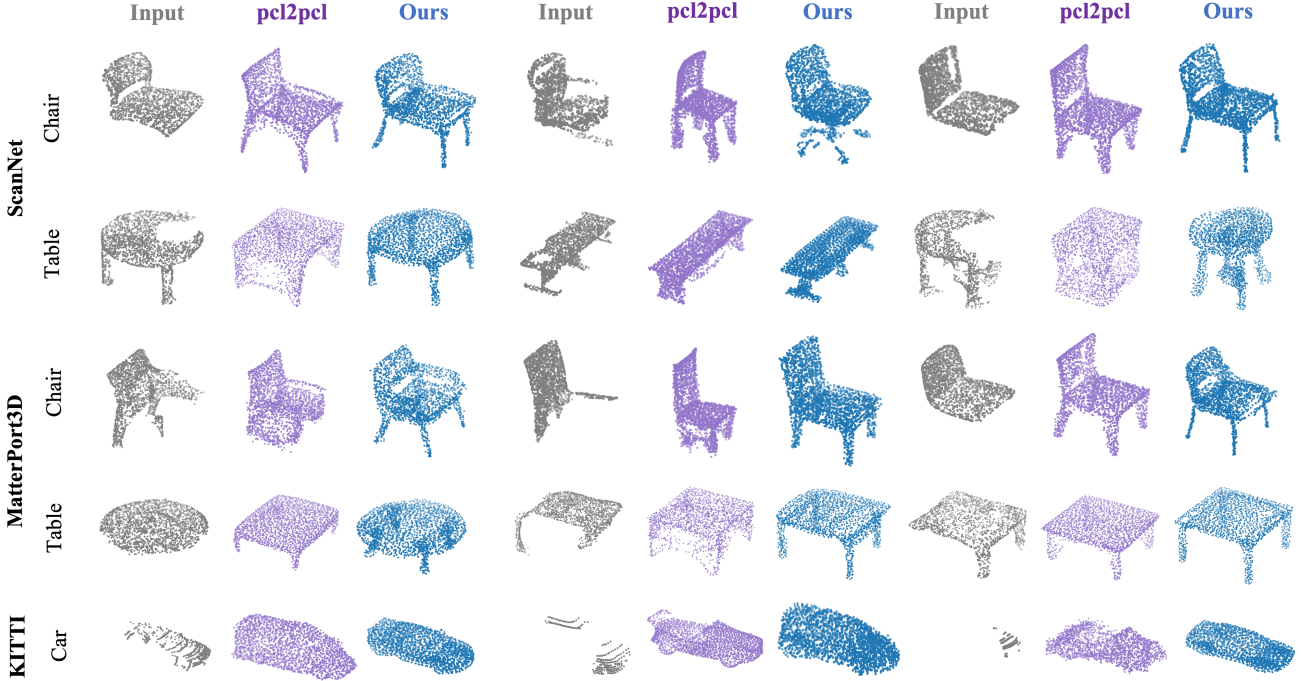 Input pcl2pcl Ours Input pcl2pcl Ours Input pcl2pcl Ours
ScanNet
Chair
Table
MatterPort3D
Chair
Table
KITTI
Car